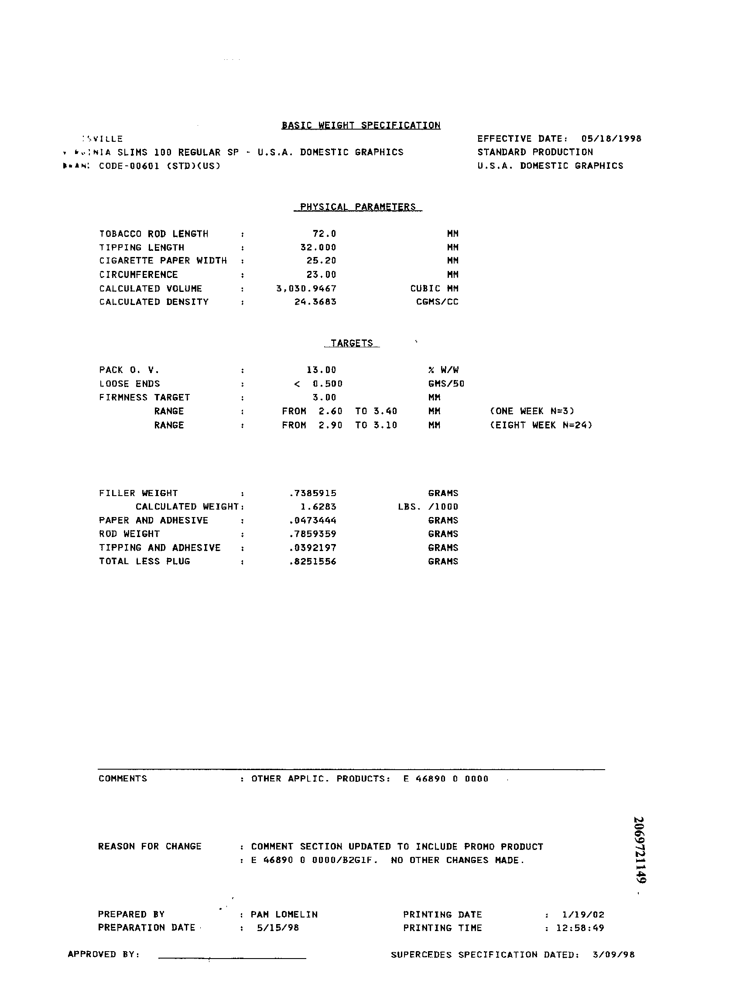 BASIC WEIGHT SPECIFICATION
EFFECTIVE DATE: 05/18/1998
SLIMS 100 REGULAR SP - U.S.A. DOMESTIC GRAPHICS STANDARD PRODUCTION
CODE-00601 (STD)(US) U.S.A. DOMESTIC GRAPHICS
PHYSICAL PARAMETERS
TOBACCO ROD LENGTH : 72.0 MM
TIPPING LENGTH : 32.000 MM
CIGARETTE PAPER WIDTH : 25.20 MM
CIRCUMFERENCE : 23.00 MM
CALCULATED VOLUME : 3,030.9467 CUBIC MM
CALCULATED DENSITY : 24.3683 CGMS/CC
TARGETS
PACK O. V. : 13.00 % W/W
LOOSE ENDS : < 0.500 GMS/50
FIRMNESS TARGET : 3.00 MM
RANGE : FROM 2.60 TO 3.40 MM (ONE WEEK N=3)
RANGE : FROM 2.90 TO 3.10 MM (EIGHT WEEK N=24)
FILLER WEIGHT : .7385915 GRAMS
CALCULATED WEIGHT: 1.6283 LBS. /1000
PAPER AND ADHESIVE : .0473444 GRAMS
ROD WEIGHT : .7859359 GRAMS
TIPPING AND ADHESIVE : .0392197 GRAMS
TOTAL LESS PLUG : .8251556 GRAMS
COMMENTS : OTHER APPLIC. PRODUCTS: E 46890 0 0000
REASON FOR CHANGE : COMMENT SECTION UPDATED TO INCLUDE PROMO PRODUCT
: E 46890 0 0000/B2G1F. NO OTHER CHANGES MADE.
2069721149
PREPARED BY : PAM LOMELIN PRINTING DATE : 1/19/02
PREPARATION DATE : 5/15/98 PRINTING TIME : 12:58:49
APPROVED BY: SUPERCEDES SPECIFICATION DATED: 3/09/98